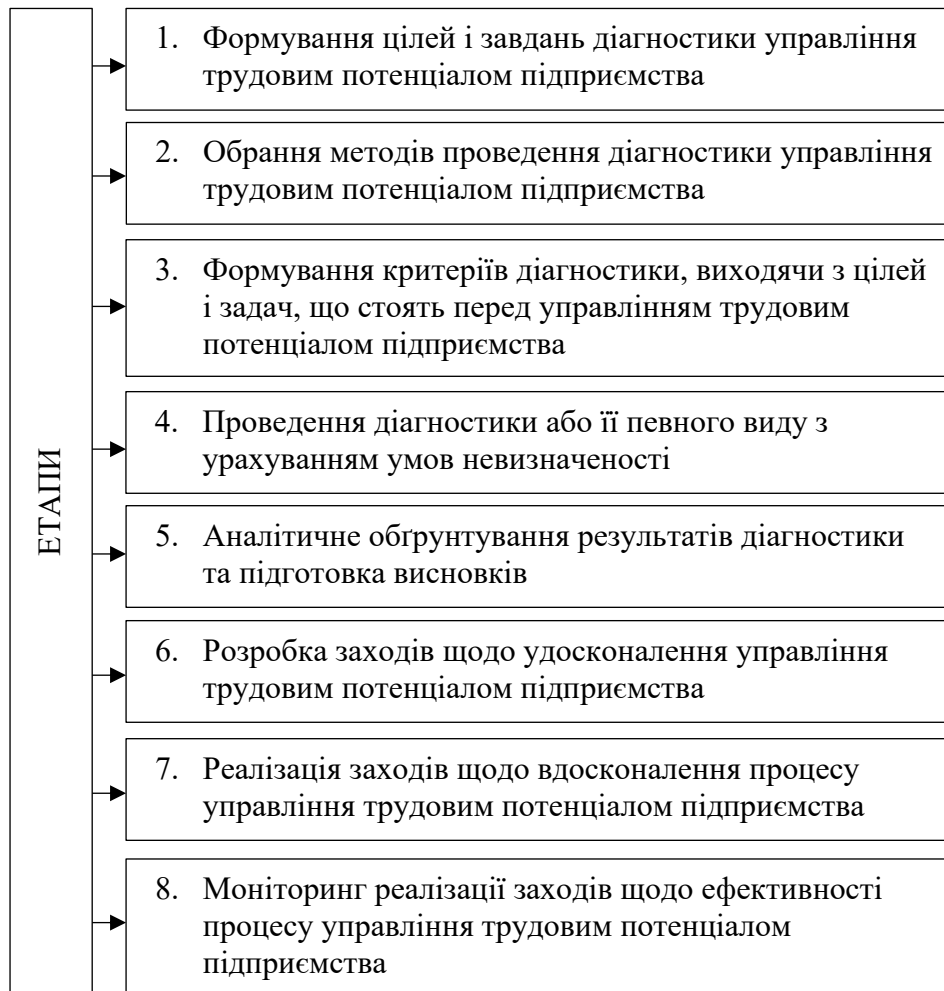 ЕТАПИ
1. Формування цілей і завдань діагностики управління
трудовим потенціалом підприємства
2. Обрання методів проведення діагностики управління
трудовим потенціалом підприємства
3. Формування критеріїв діагностики, виходячи з цілей
і задач, що стоять перед управлінням трудовим
потенціалом підприємства
4. Проведення діагностики або її певного виду з
урахуванням умов невизначеності
5. Аналітичне обґрунтування результатів діагностики
та підготовка висновків
6. Розробка заходів щодо удосконалення управління
трудовим потенціалом підприємства
7. Реалізація заходів щодо вдосконалення процесу
управління трудовим потенціалом підприємства
8. Моніторинг реалізації заходів щодо ефективності
процесу управління трудовим потенціалом
підприємства